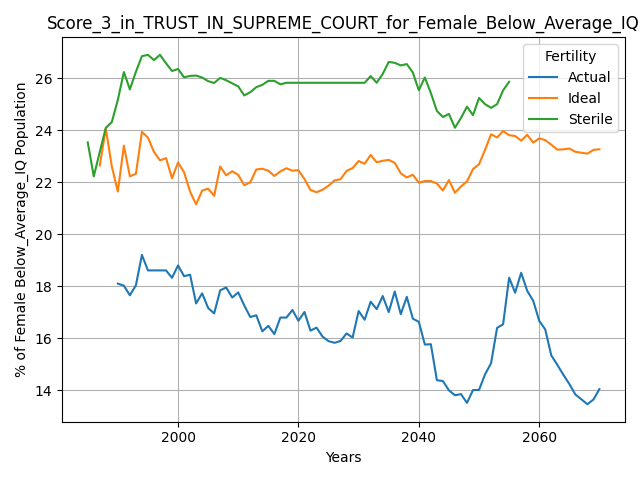 Score_3_in_TRUST_IN_SUPREME_COURT_for_Female_Below_Average_IQ
Fertility
Actual
Ideal
Sterile
% of Female Below_Average_IQ Population
26
24
22
20
18
16
14
2000
2020
2040
2060
Years